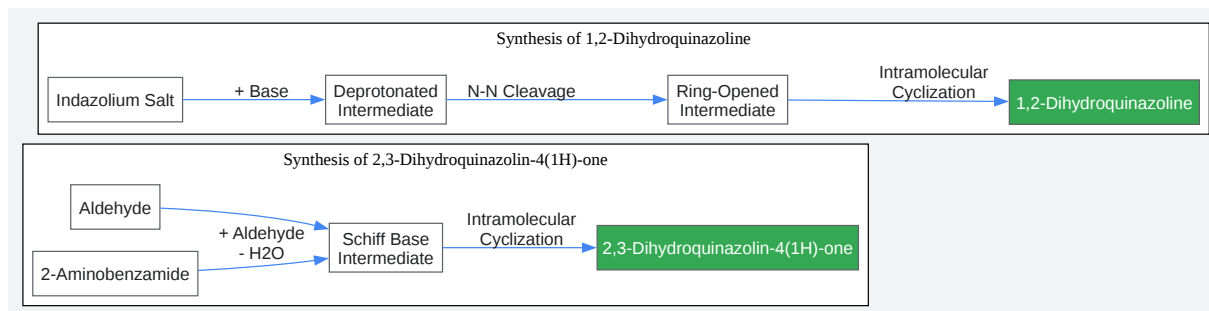 Synthesis of 1,2-Dihydroquinazoline
Indazolium Salt
+ Base
Deprotonated
Intermediate
N-N Cleavage
Ring-Opened
Intermediate
Intramolecular
Cyclization
1,2-Dihydroquinazoline
Synthesis of 2,3-Dihydroquinazolin-4(1H)-one
Aldehyde
2-Aminobenzamide
+ Aldehyde
- H2O
Schiff Base
Intermediate
Intramolecular
Cyclization
2,3-Dihydroquinazolin-4(1H)-one